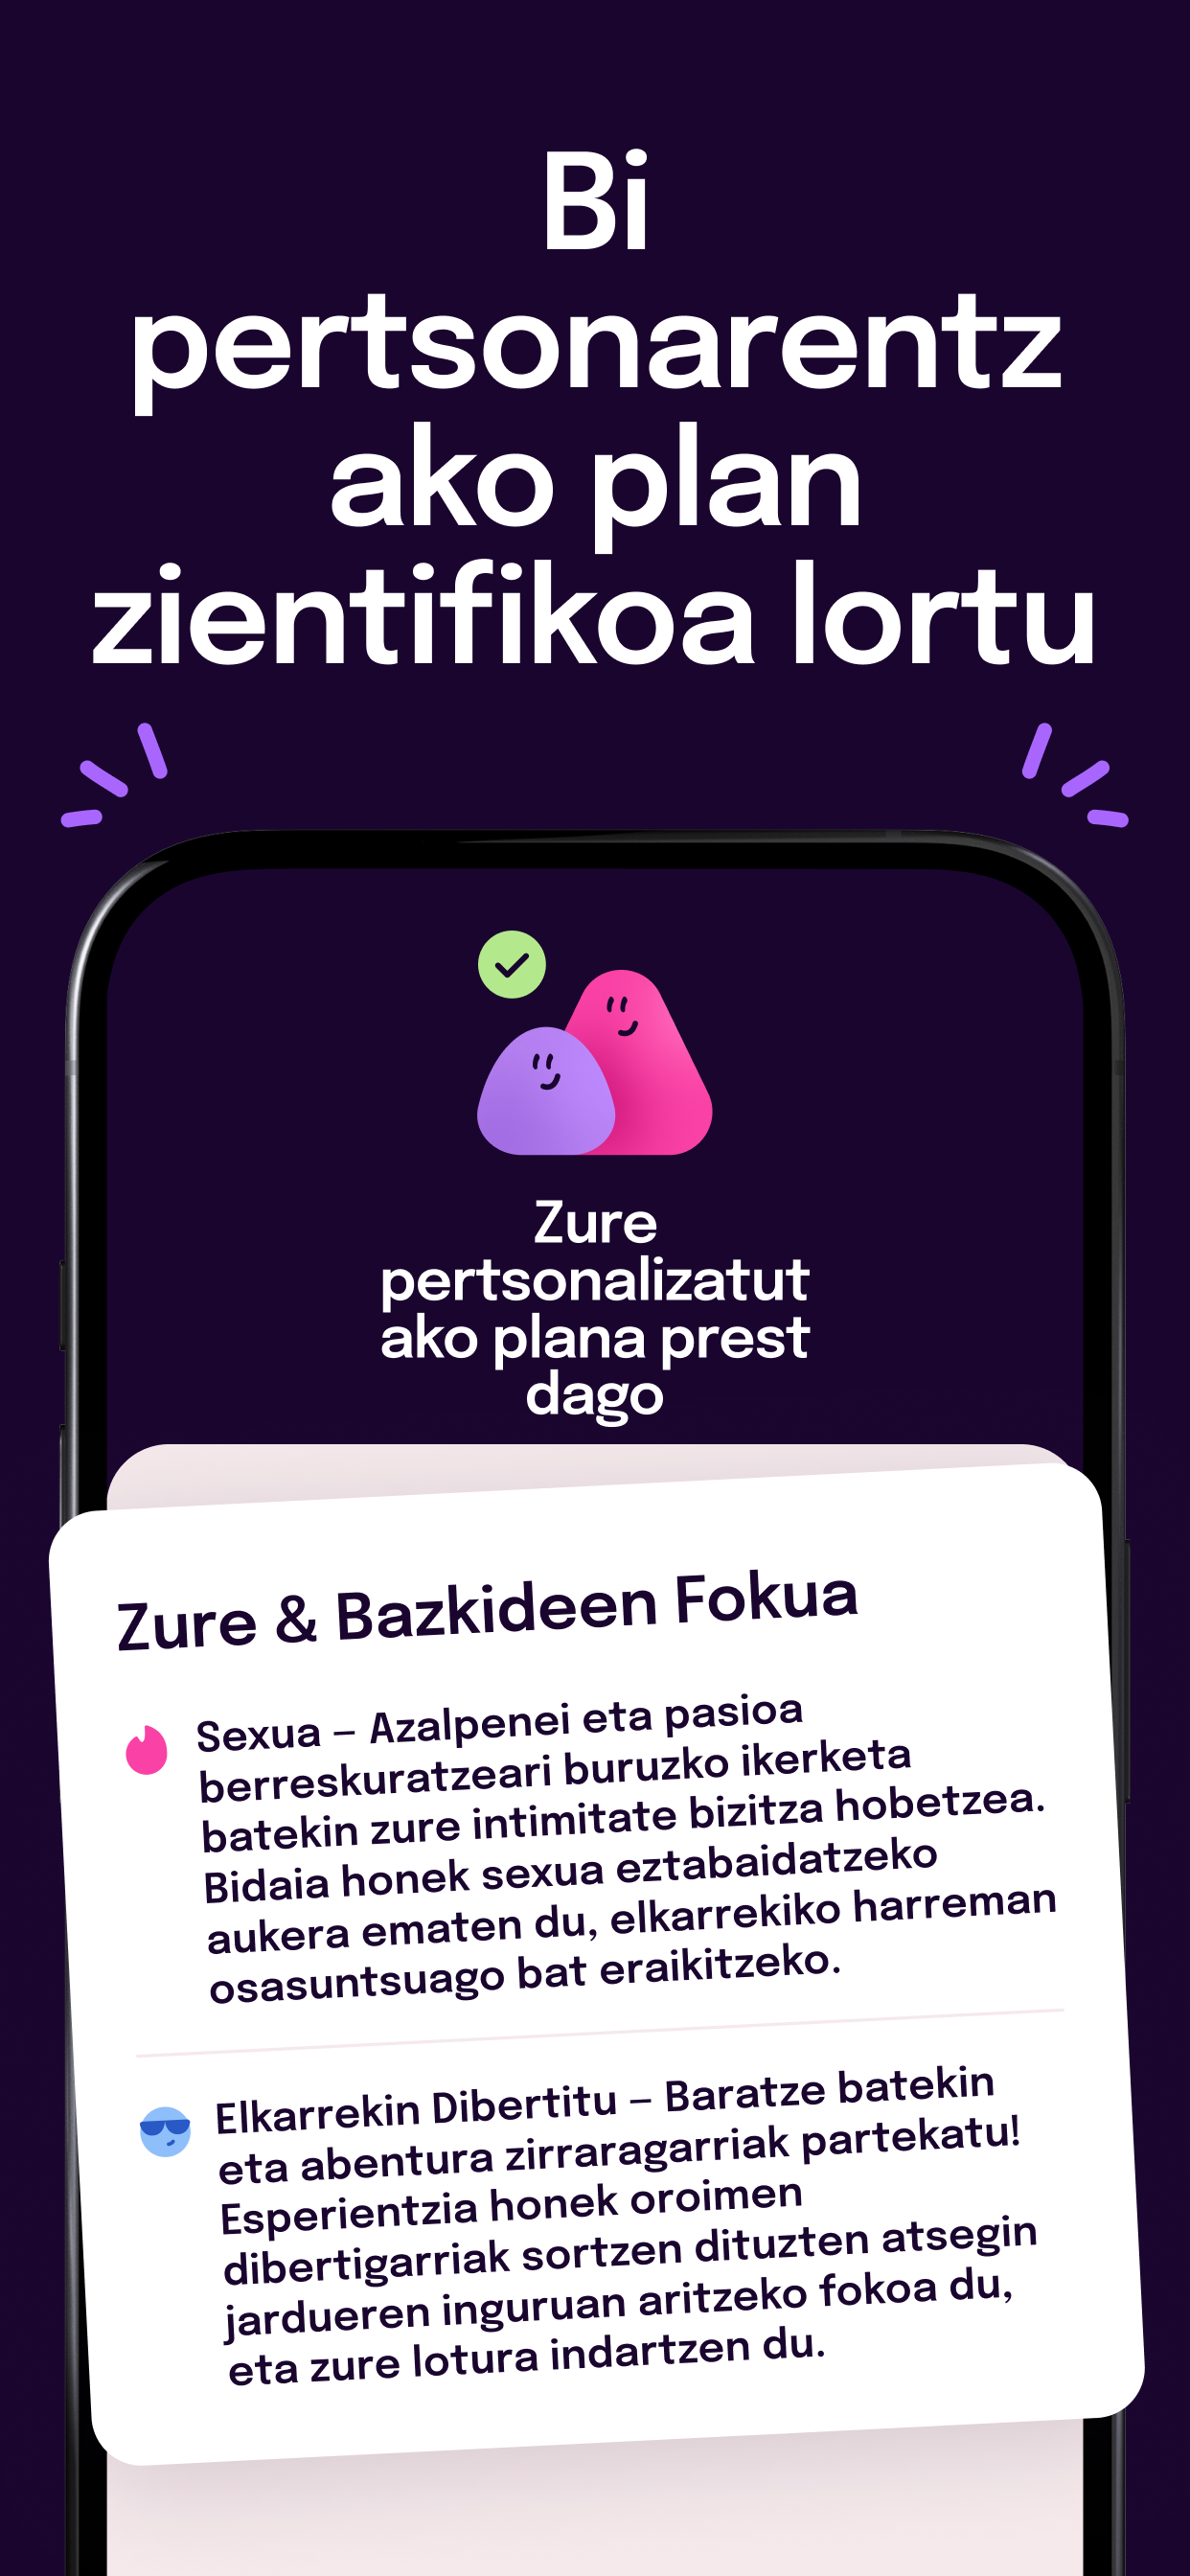 Bi
pertsonarentz
ako plan
zientifikoa lortu
Zure
pertsonalizatut
ako plana prest
dago
Zure & Bazkideen Fokua
Sexua – Azalpenei eta pasioa
berreskuratzeari buruzko ikerketa
batekin zure intimitate bizitza hobetzea.
Bidaia honek sexua eztabaidatzeko
aukera ematen du, elkarrekiko harreman
osasuntsuago bat eraikitzeko.
Elkarrekin Dibertitu – Baratze batekin
eta abentura zirraragarriak partekatu!
Esperientzia honek oroimen
dibertigarriak sortzen dituzten atsegin
jardueren inguruan aritzeko fokoa du,
eta zure lotura indartzen du.